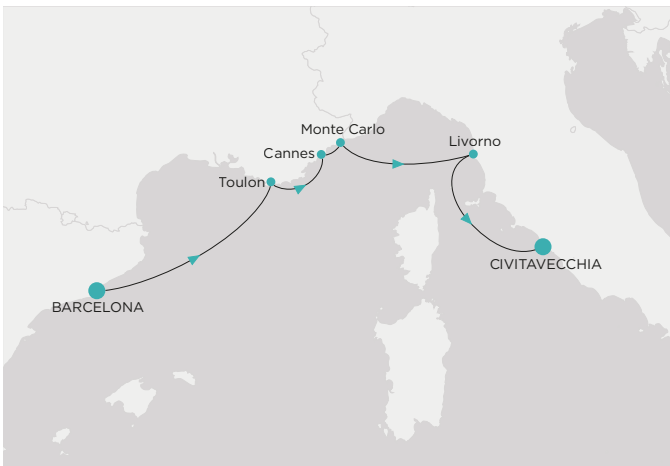 Monte Carlo
Livorno
Cannes
Toulon
CIVITAVECCHIA
BARCELONA